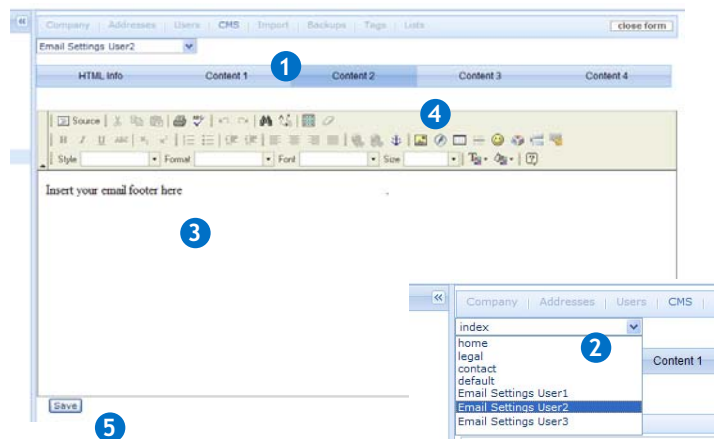 «
Company | Addresses | Users | CMS | Import | Backups | Tags | Lists
close form
Email Settings User2
1
HTML Info Content 1 Content 2 Content 3 Content 4
4
Source ABC
B I U ABC
Style Format Font Size
Insert your email footer here
3
Save
5
«
Company | Addresses | Users | CMS |
index
2
home
legal
contact
default
Email Settings User1
Email Settings User2
Email Settings User3
Content 1